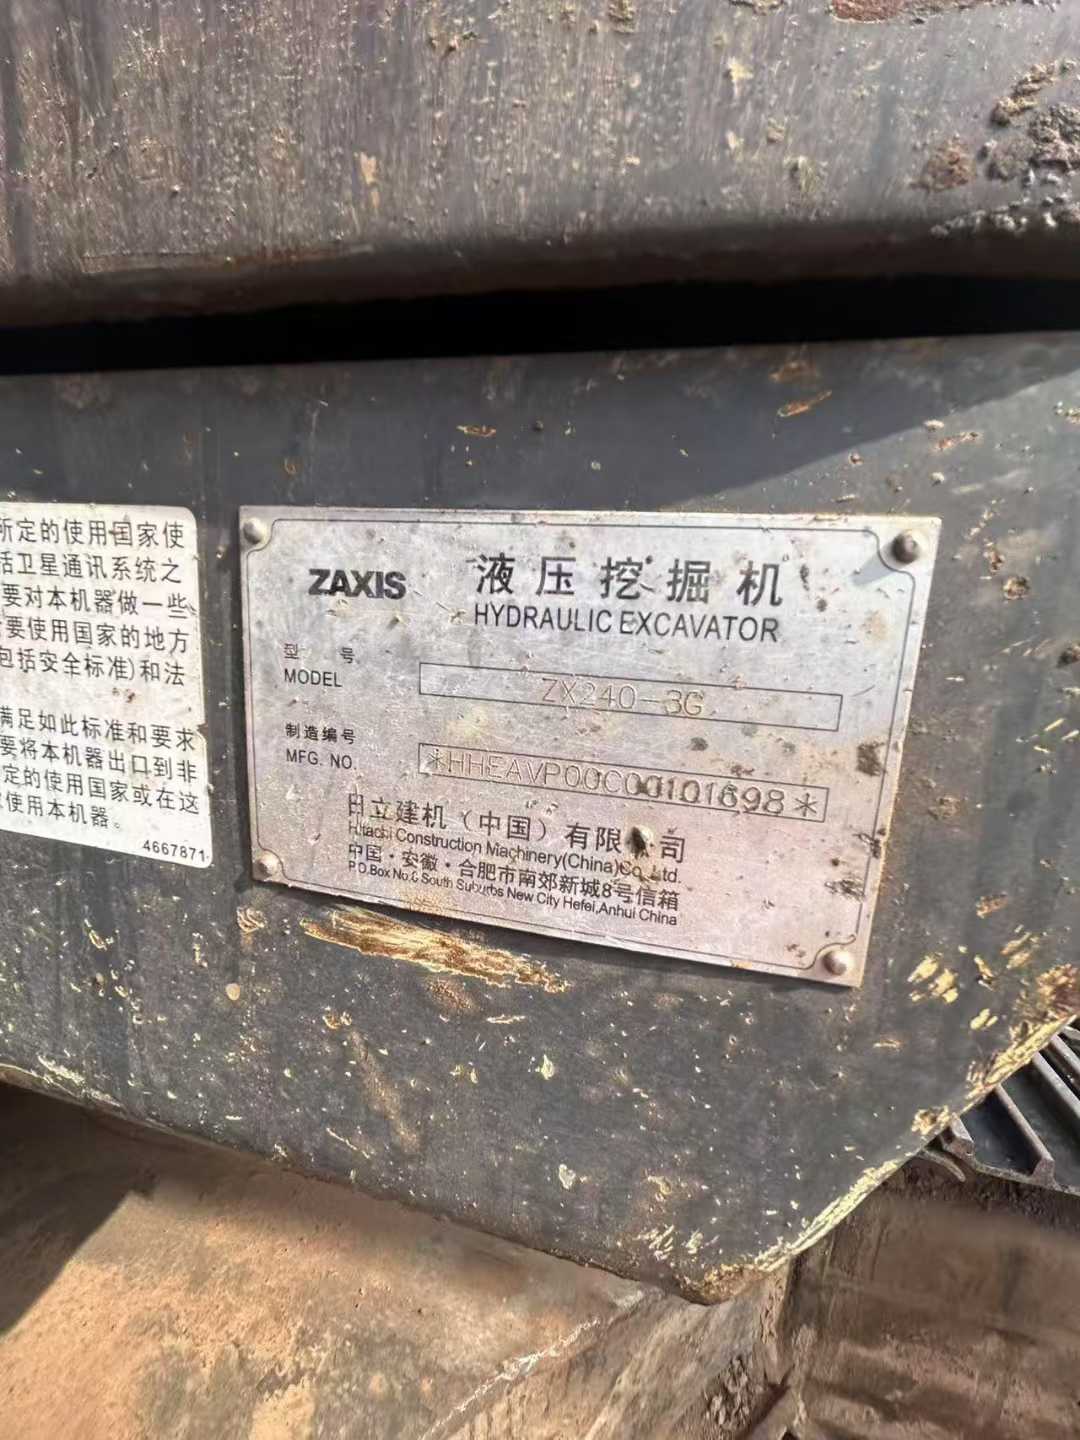 所定的使用国家使
括卫星通讯系统之
要对本机器做一些
要使用国家的地方
包括安全标准)和法
满足如此标准和要求
要将本机器出口到非
定的使用国家或在这
使用本机器。
4667871
ZAXIS 液压挖掘机
HYDRAULIC EXCAVATOR
型号
MODEL ZX240-3G
制造编号
MFG. NO. *HHEAVP00C00101698*
日立建机(中国)有限公司
Hitachi Construction Machinery(China)Co.,Ltd.
中国·安徽·合肥市南郊新城8号信箱
P.O.Box No.8 South Suburbs New City Hefei,Anhui China